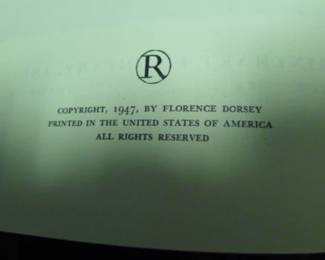 R
COPYRIGHT, 1947, BY FLORENCE DORSEY
PRINTED IN THE UNITED STATES OF AMERICA
ALL RIGHTS RESERVED